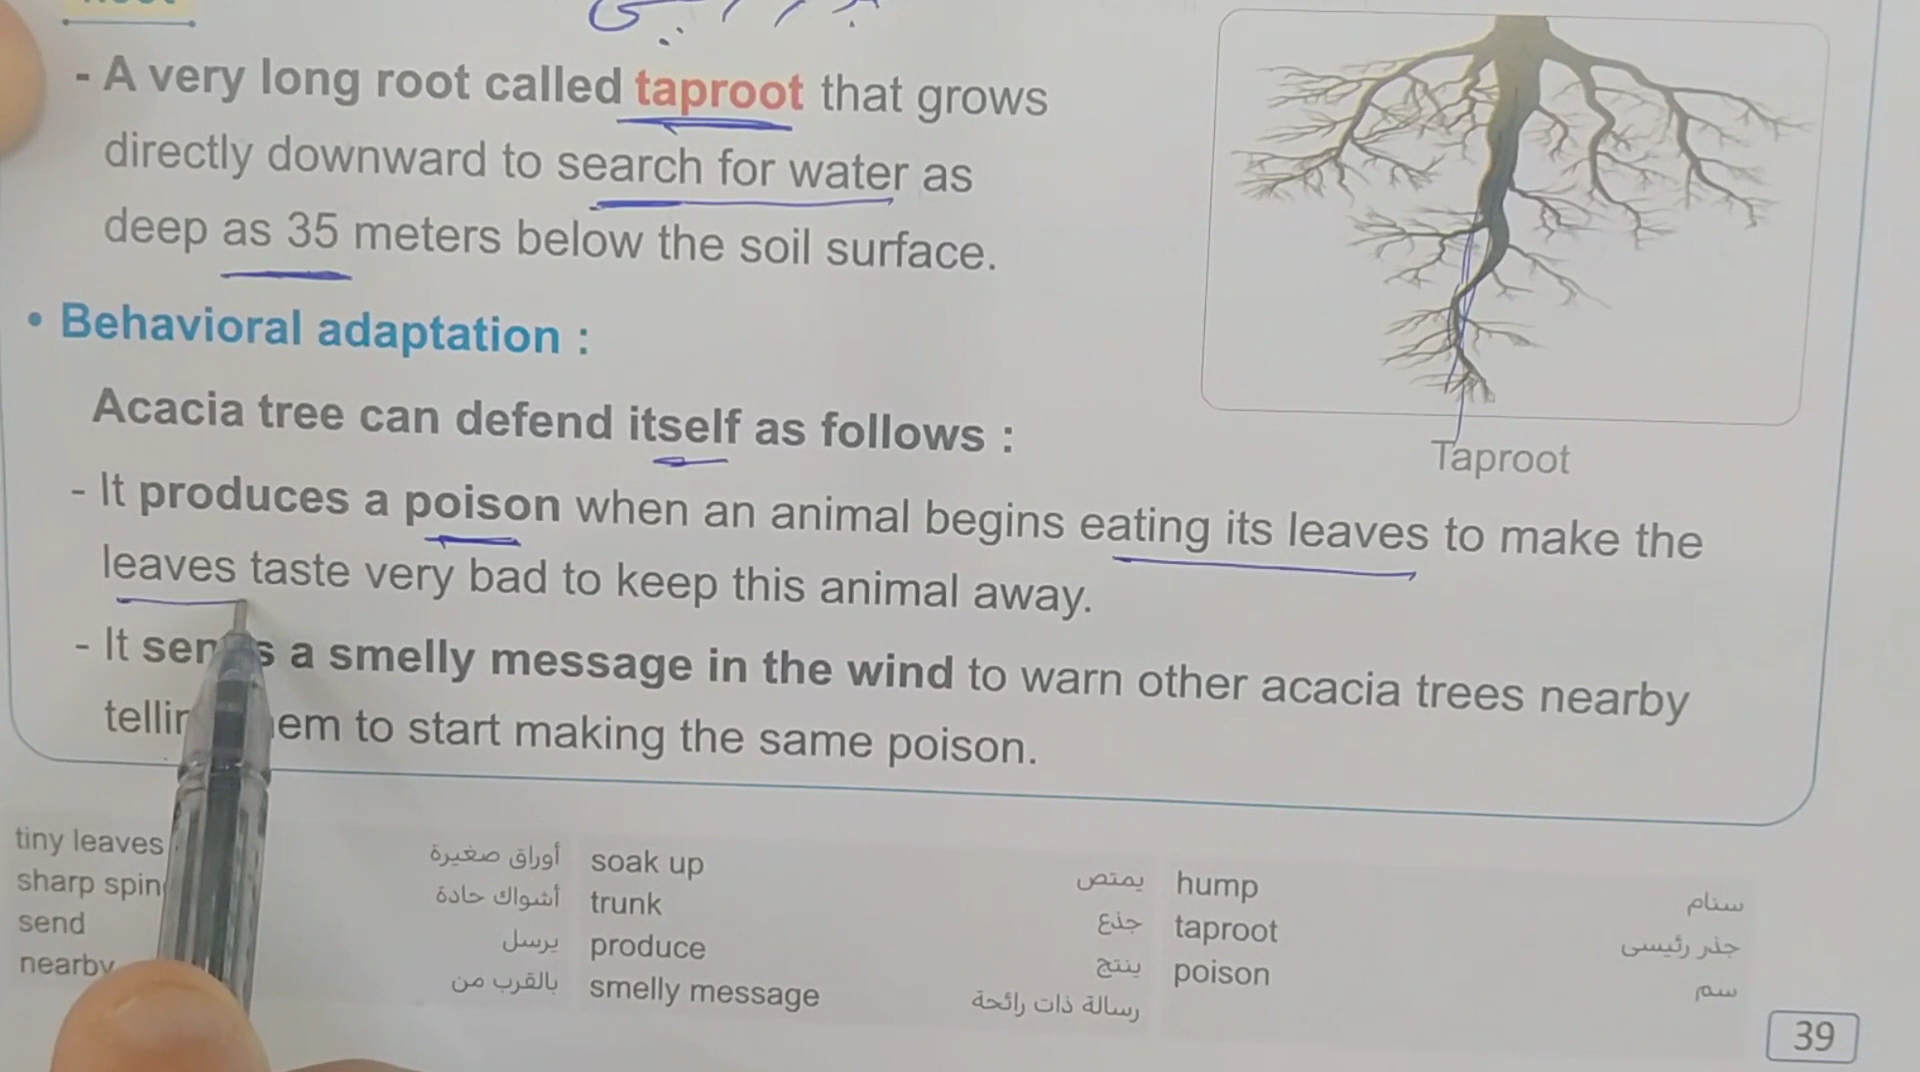 - A very long root called taproot that grows
directly downward to search for water as
deep as 35 meters below the soil surface.
Taproot
• Behavioral adaptation :
Acacia tree can defend itself as follows :
- It produces a poison when an animal begins eating its leaves to make the
leaves taste very bad to keep this animal away.
- It a smelly message in the wind to warn other acacia trees nearby
to start making the same poison.
tiny leaves أوراق صغيرة soak up يمتص hump سنام
sharp أشواك حادة trunk جذع taproot جذر رئيسى
send يرسل produce ينتج poison سم
nearby بالقرب من smelly message رسالة ذات رائحة
39